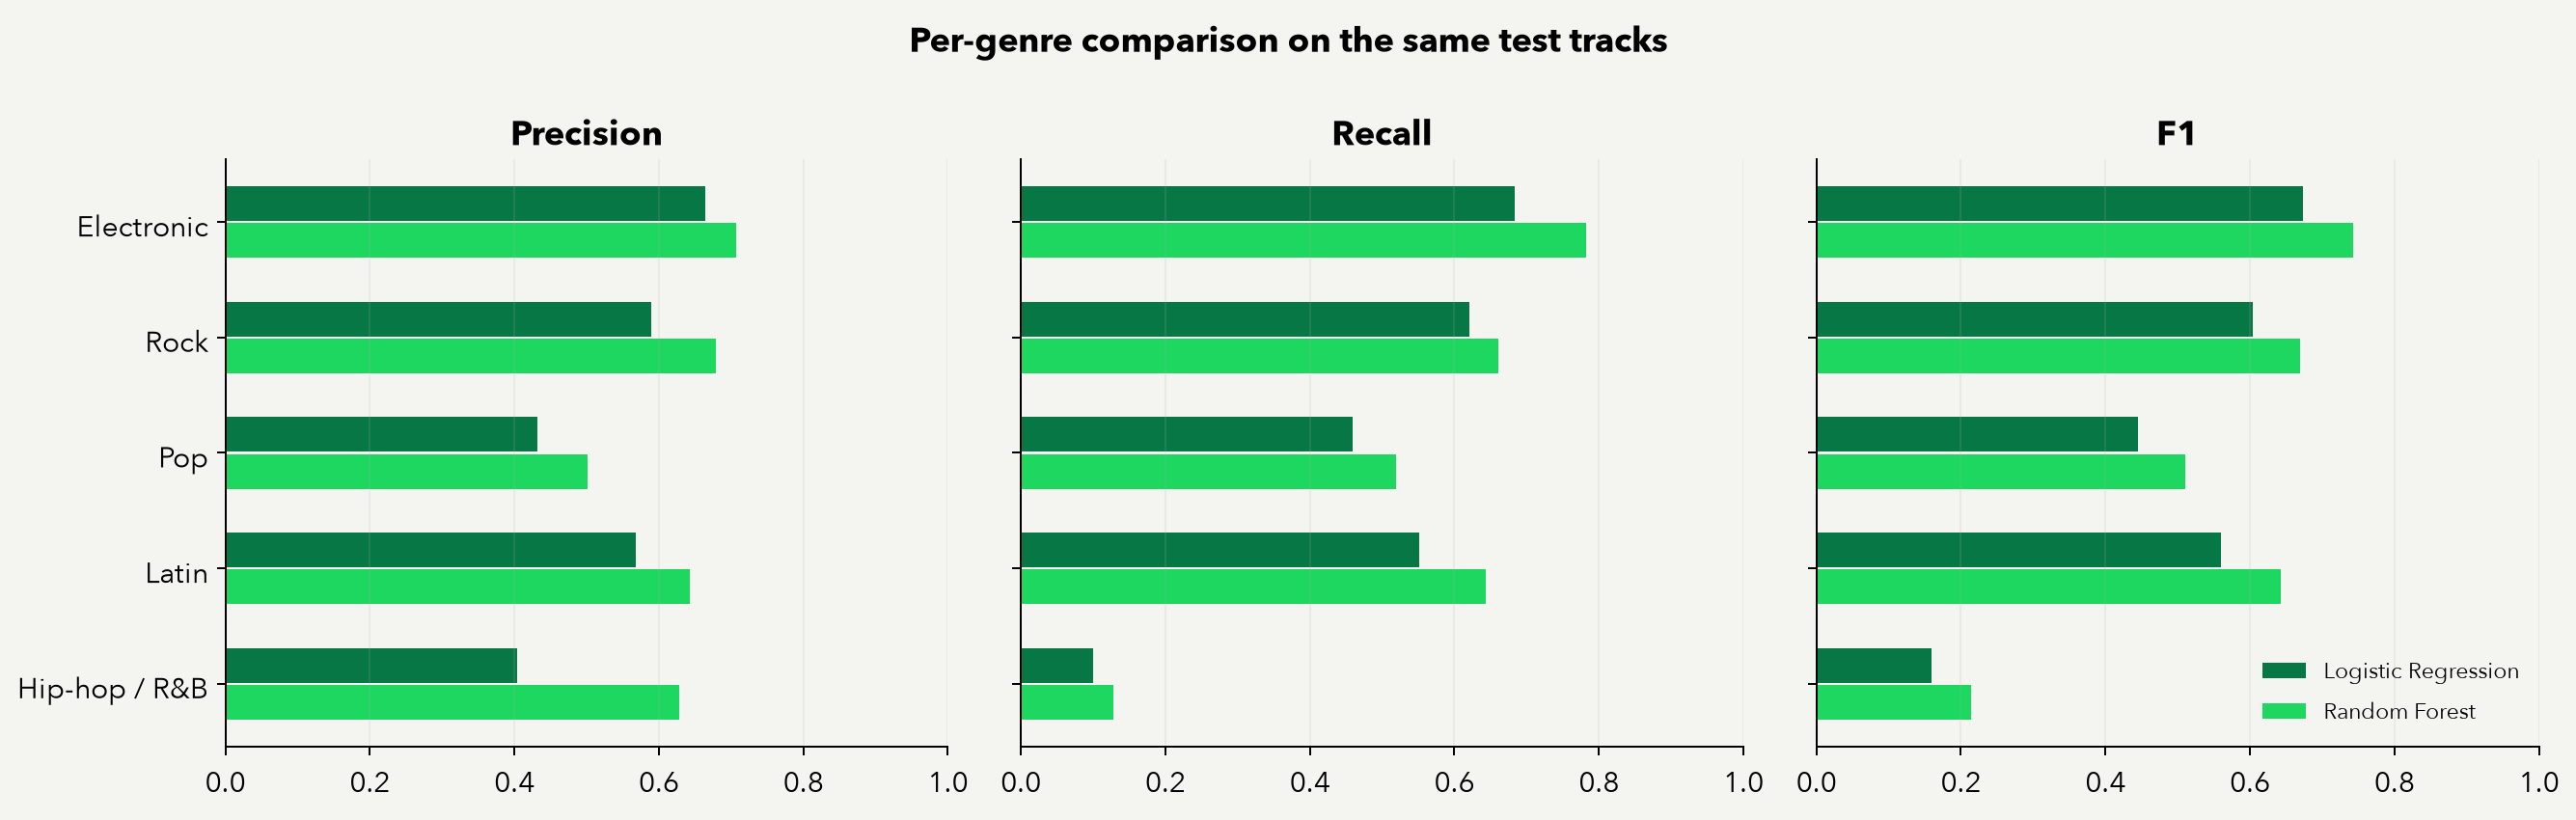 Per-genre comparison on the same test tracks
Precision
Recall
F1
Electronic
Rock
Pop
Latin
Hip-hop / R&B
Logistic Regression
Random Forest
0.0 0.2 0.4 0.6 0.8 1.0
0.0 0.2 0.4 0.6 0.8 1.0
0.0 0.2 0.4 0.6 0.8 1.0